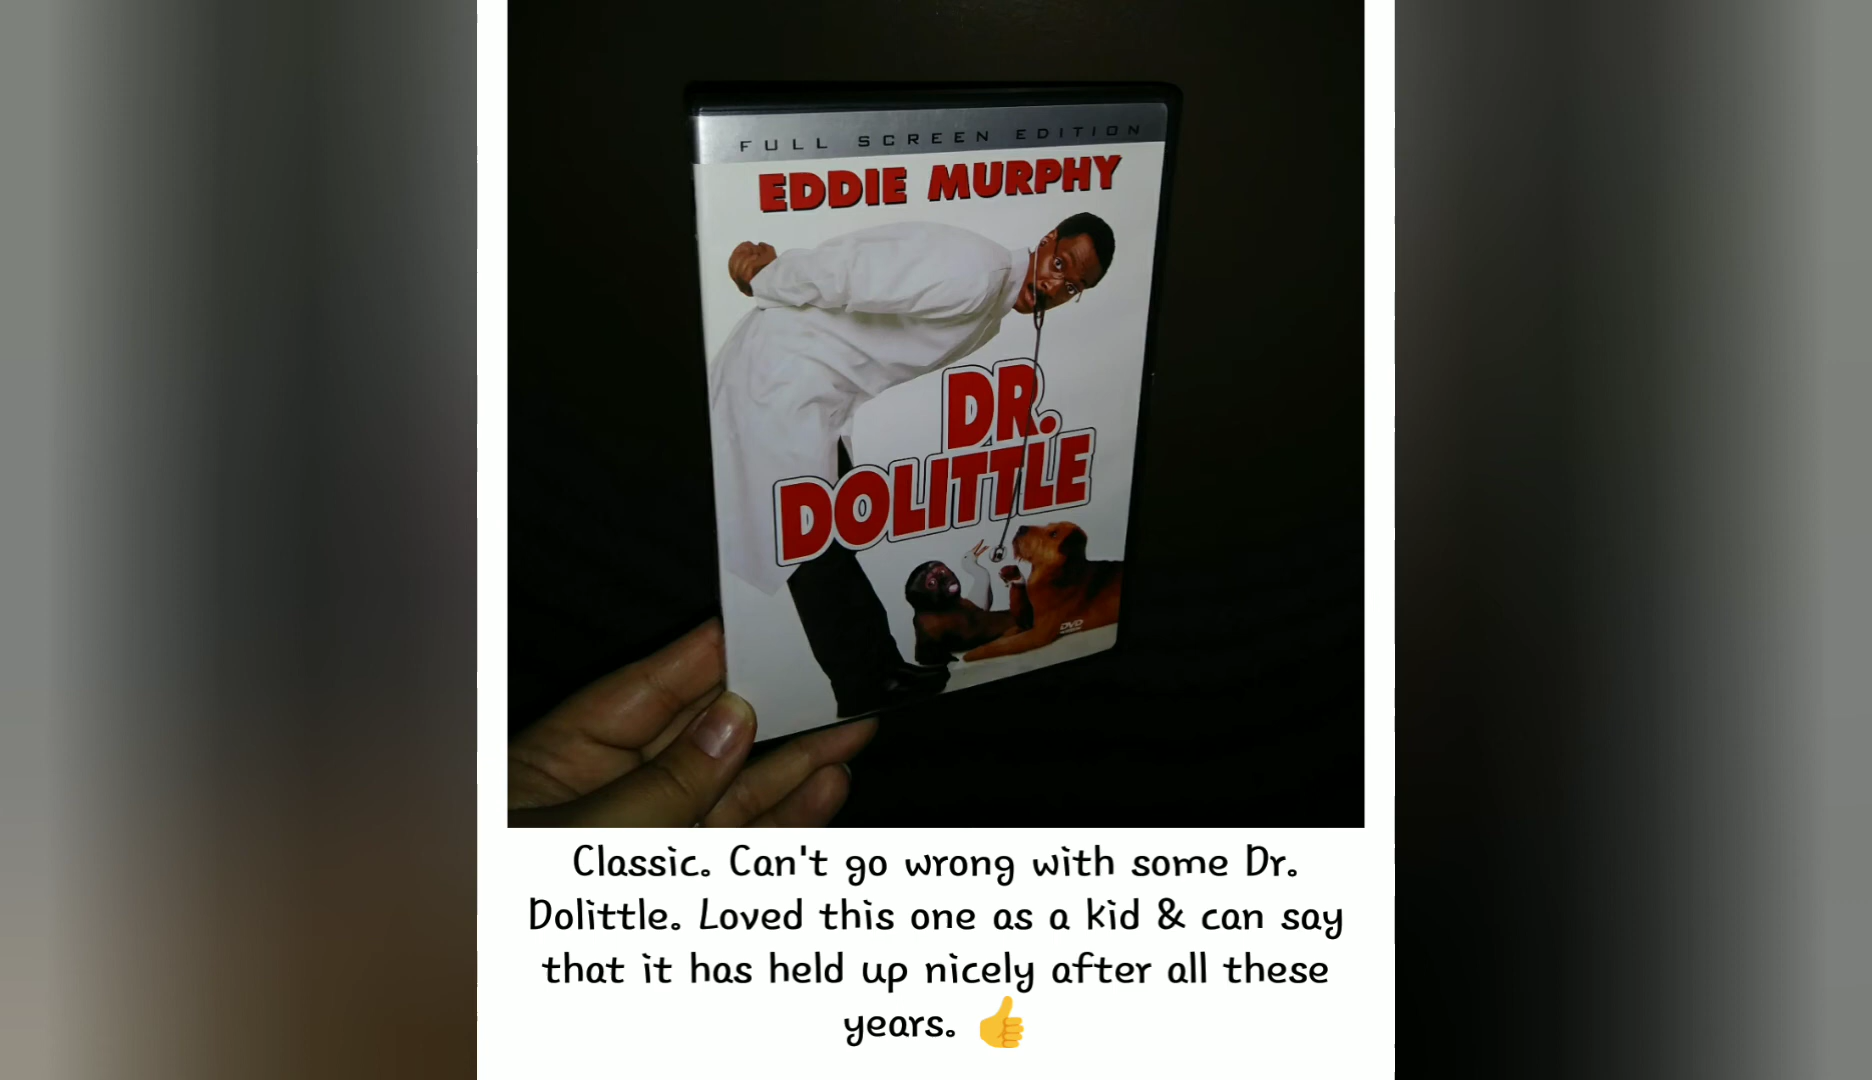 FULL SCREEN EDITION
EDDIE MURPHY
DR.
DOLITTLE
DVD
Classic. Can't go wrong with some Dr.
Dolittle. Loved this one as a kid & can say
that it has held up nicely after all these
years. 👍